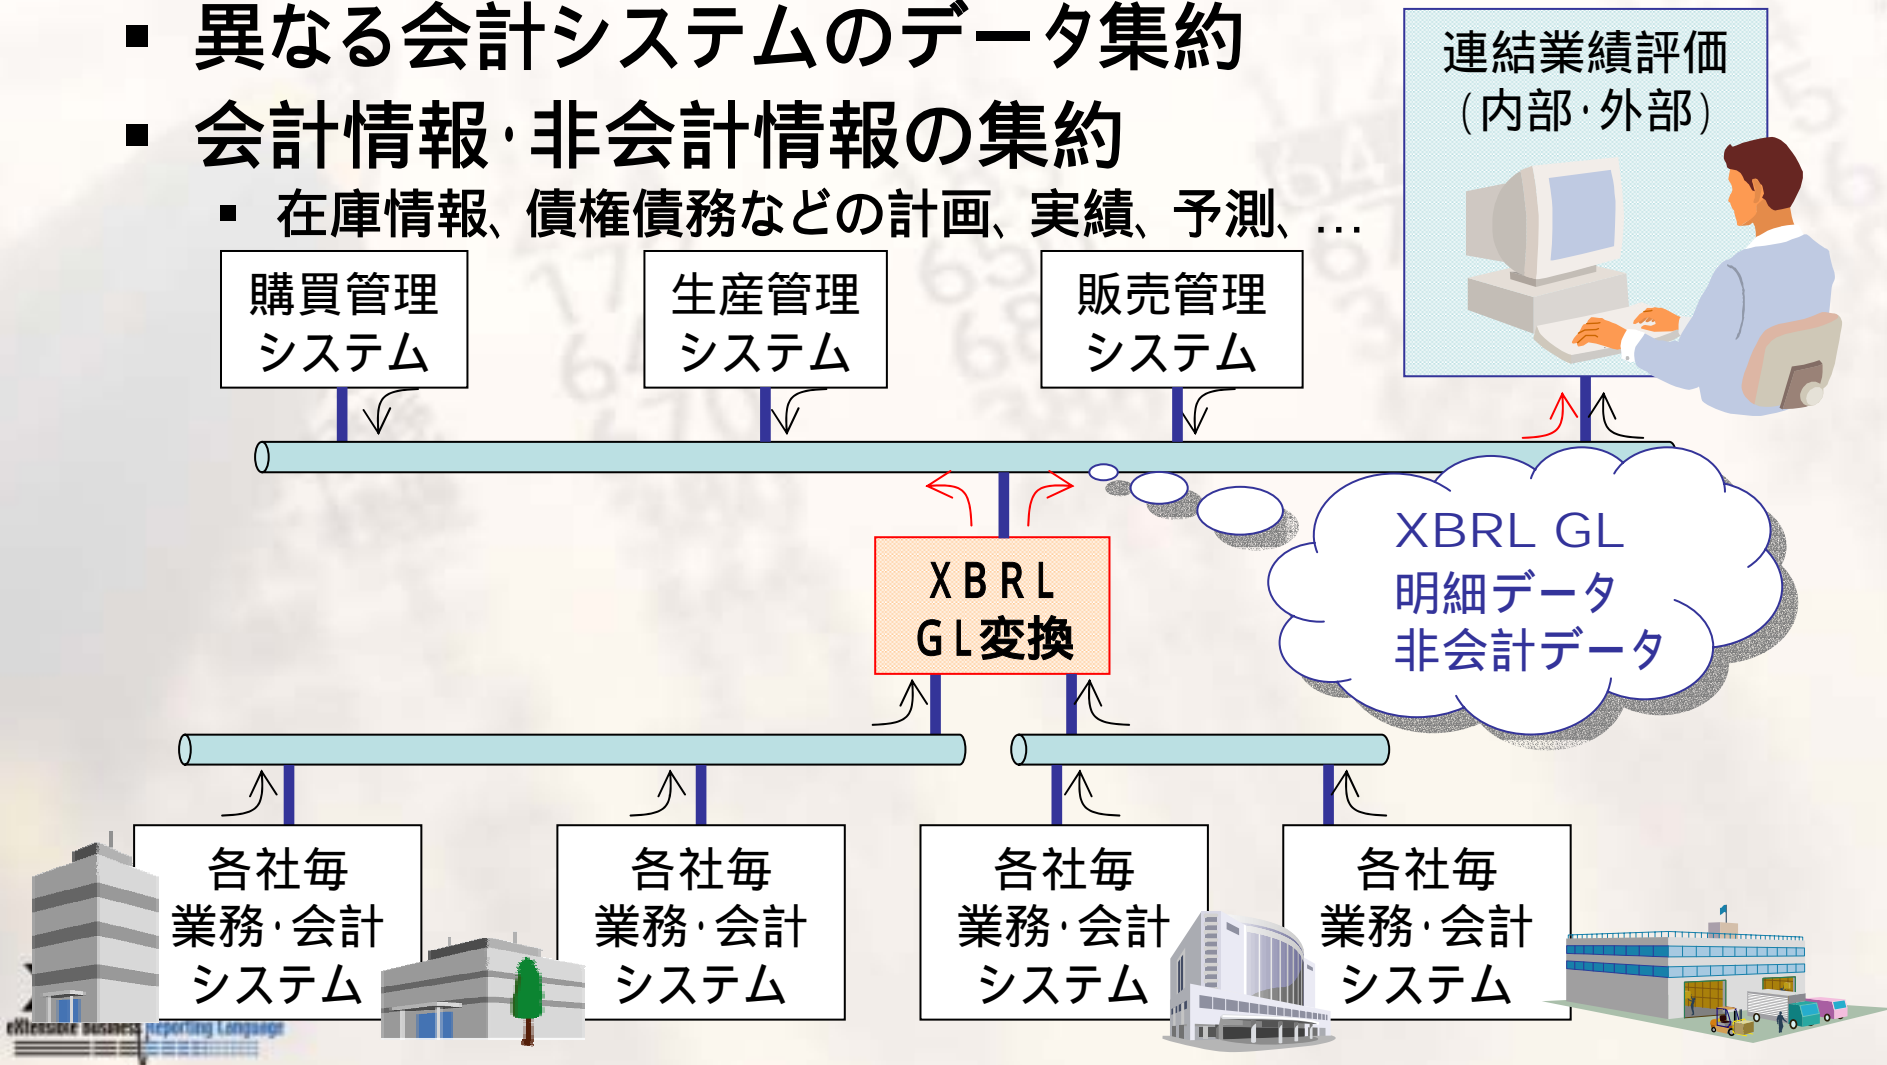 異なる会計システムのデータ集約
会計情報・非会計情報の集約
在庫情報、債権債務などの計画、実績、予測、…
連結業績評価
(内部・外部)
購買管理
システム
生産管理
システム
販売管理
システム
XBRL
GL変換
XBRL GL
明細データ
非会計データ
各社毎
業務・会計
システム
各社毎
業務・会計
システム
各社毎
業務・会計
システム
各社毎
業務・会計
システム
eXtensible Business Reporting Language